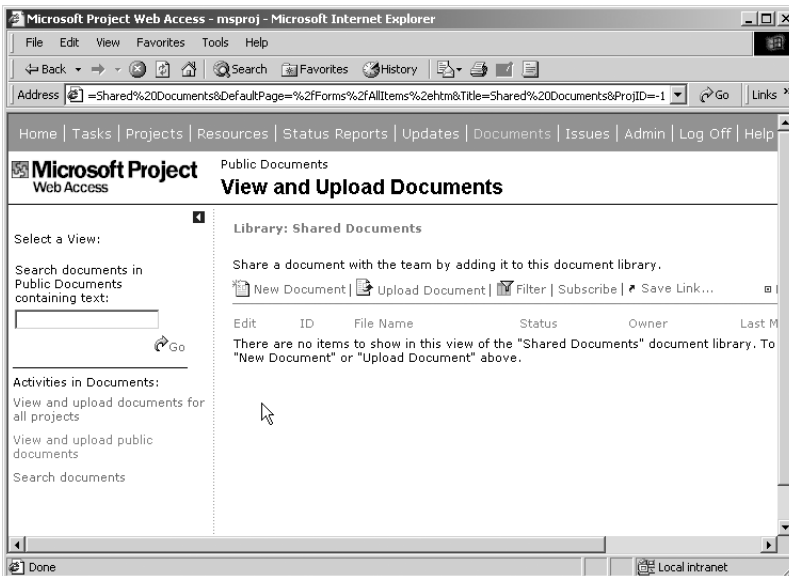 Microsoft Project Web Access - msproj - Microsoft Internet Explorer
File Edit View Favorites Tools Help
Back Search Favorites History
Address =Shared%20Documents&DefaultPage=%2fForms%2fAllItems%2ehtm&Title=Shared%20Documents&ProjID=-1 Go Links »
Home | Tasks | Projects | Resources | Status Reports | Updates | Documents | Issues | Admin | Log Off | Help
Microsoft Project
Web Access
Public Documents
View and Upload Documents
Select a View:
Search documents in
Public Documents
containing text:
Go
Activities in Documents:
View and upload documents for
all projects
View and upload public
documents
Search documents
Library: Shared Documents
Share a document with the team by adding it to this document library.
New Document | Upload Document | Filter | Subscribe | Save Link...
Edit ID File Name Status Owner Last M
There are no items to show in this view of the "Shared Documents" document library. To
"New Document" or "Upload Document" above.
Done Local intranet